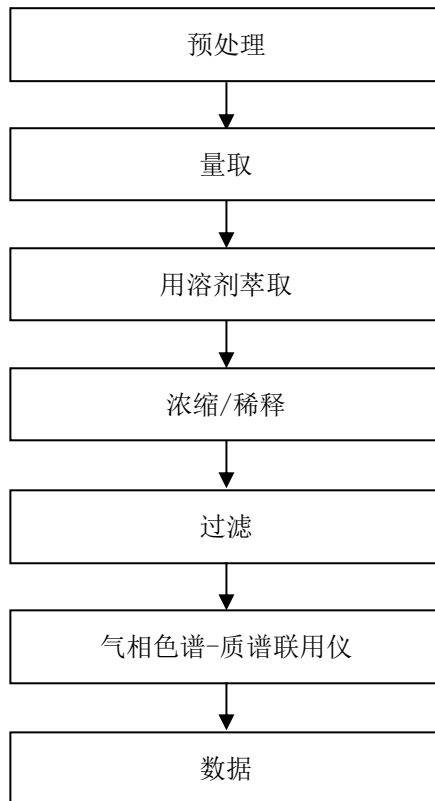 预处理
量取
用溶剂萃取
浓缩/稀释
过滤
气相色谱-质谱联用仪
数据